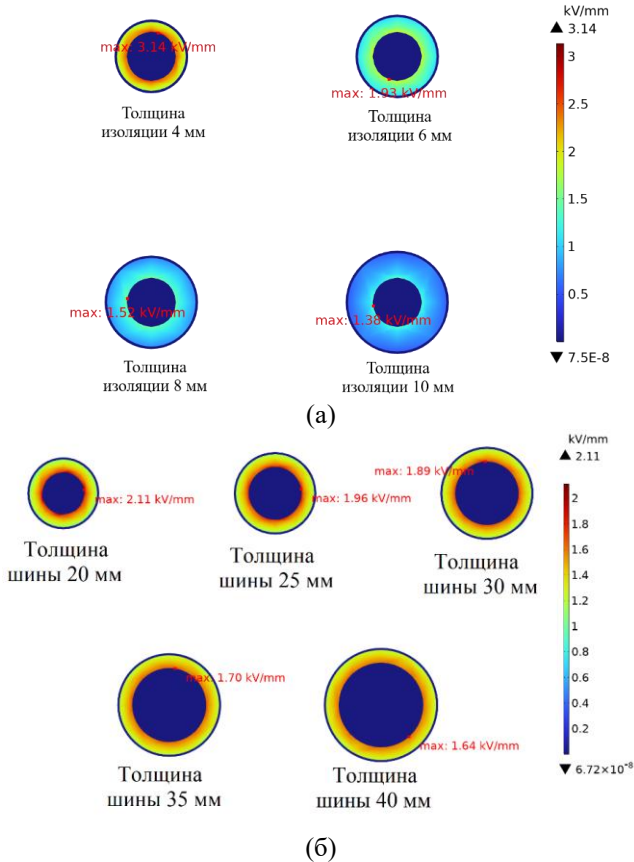 kV/mm
▲ 3.14
max: 3.14 kV/mm
max: 1.93 kV/mm
Толщина
изоляции 4 мм
Толщина
изоляции 6 мм
3
2.5
2
1.5
1
0.5
▼ 7.5E-8
max: 1.52 kV/mm
max: 1.38 kV/mm
Толщина
изоляции 8 мм
Толщина
изоляции 10 мм
(а)
kV/mm
▲ 2.11
max: 2.11 kV/mm
max: 1.96 kV/mm
max: 1.89 kV/mm
Толщина
шины 20 мм
Толщина
шины 25 мм
Толщина
шины 30 мм
2
1.8
1.6
1.4
1.2
1
0.8
0.6
0.4
0.2
▼ 6.72×10⁻⁸
max: 1.70 kV/mm
max: 1.64 kV/mm
Толщина
шины 35 мм
Толщина
шины 40 мм
(б)